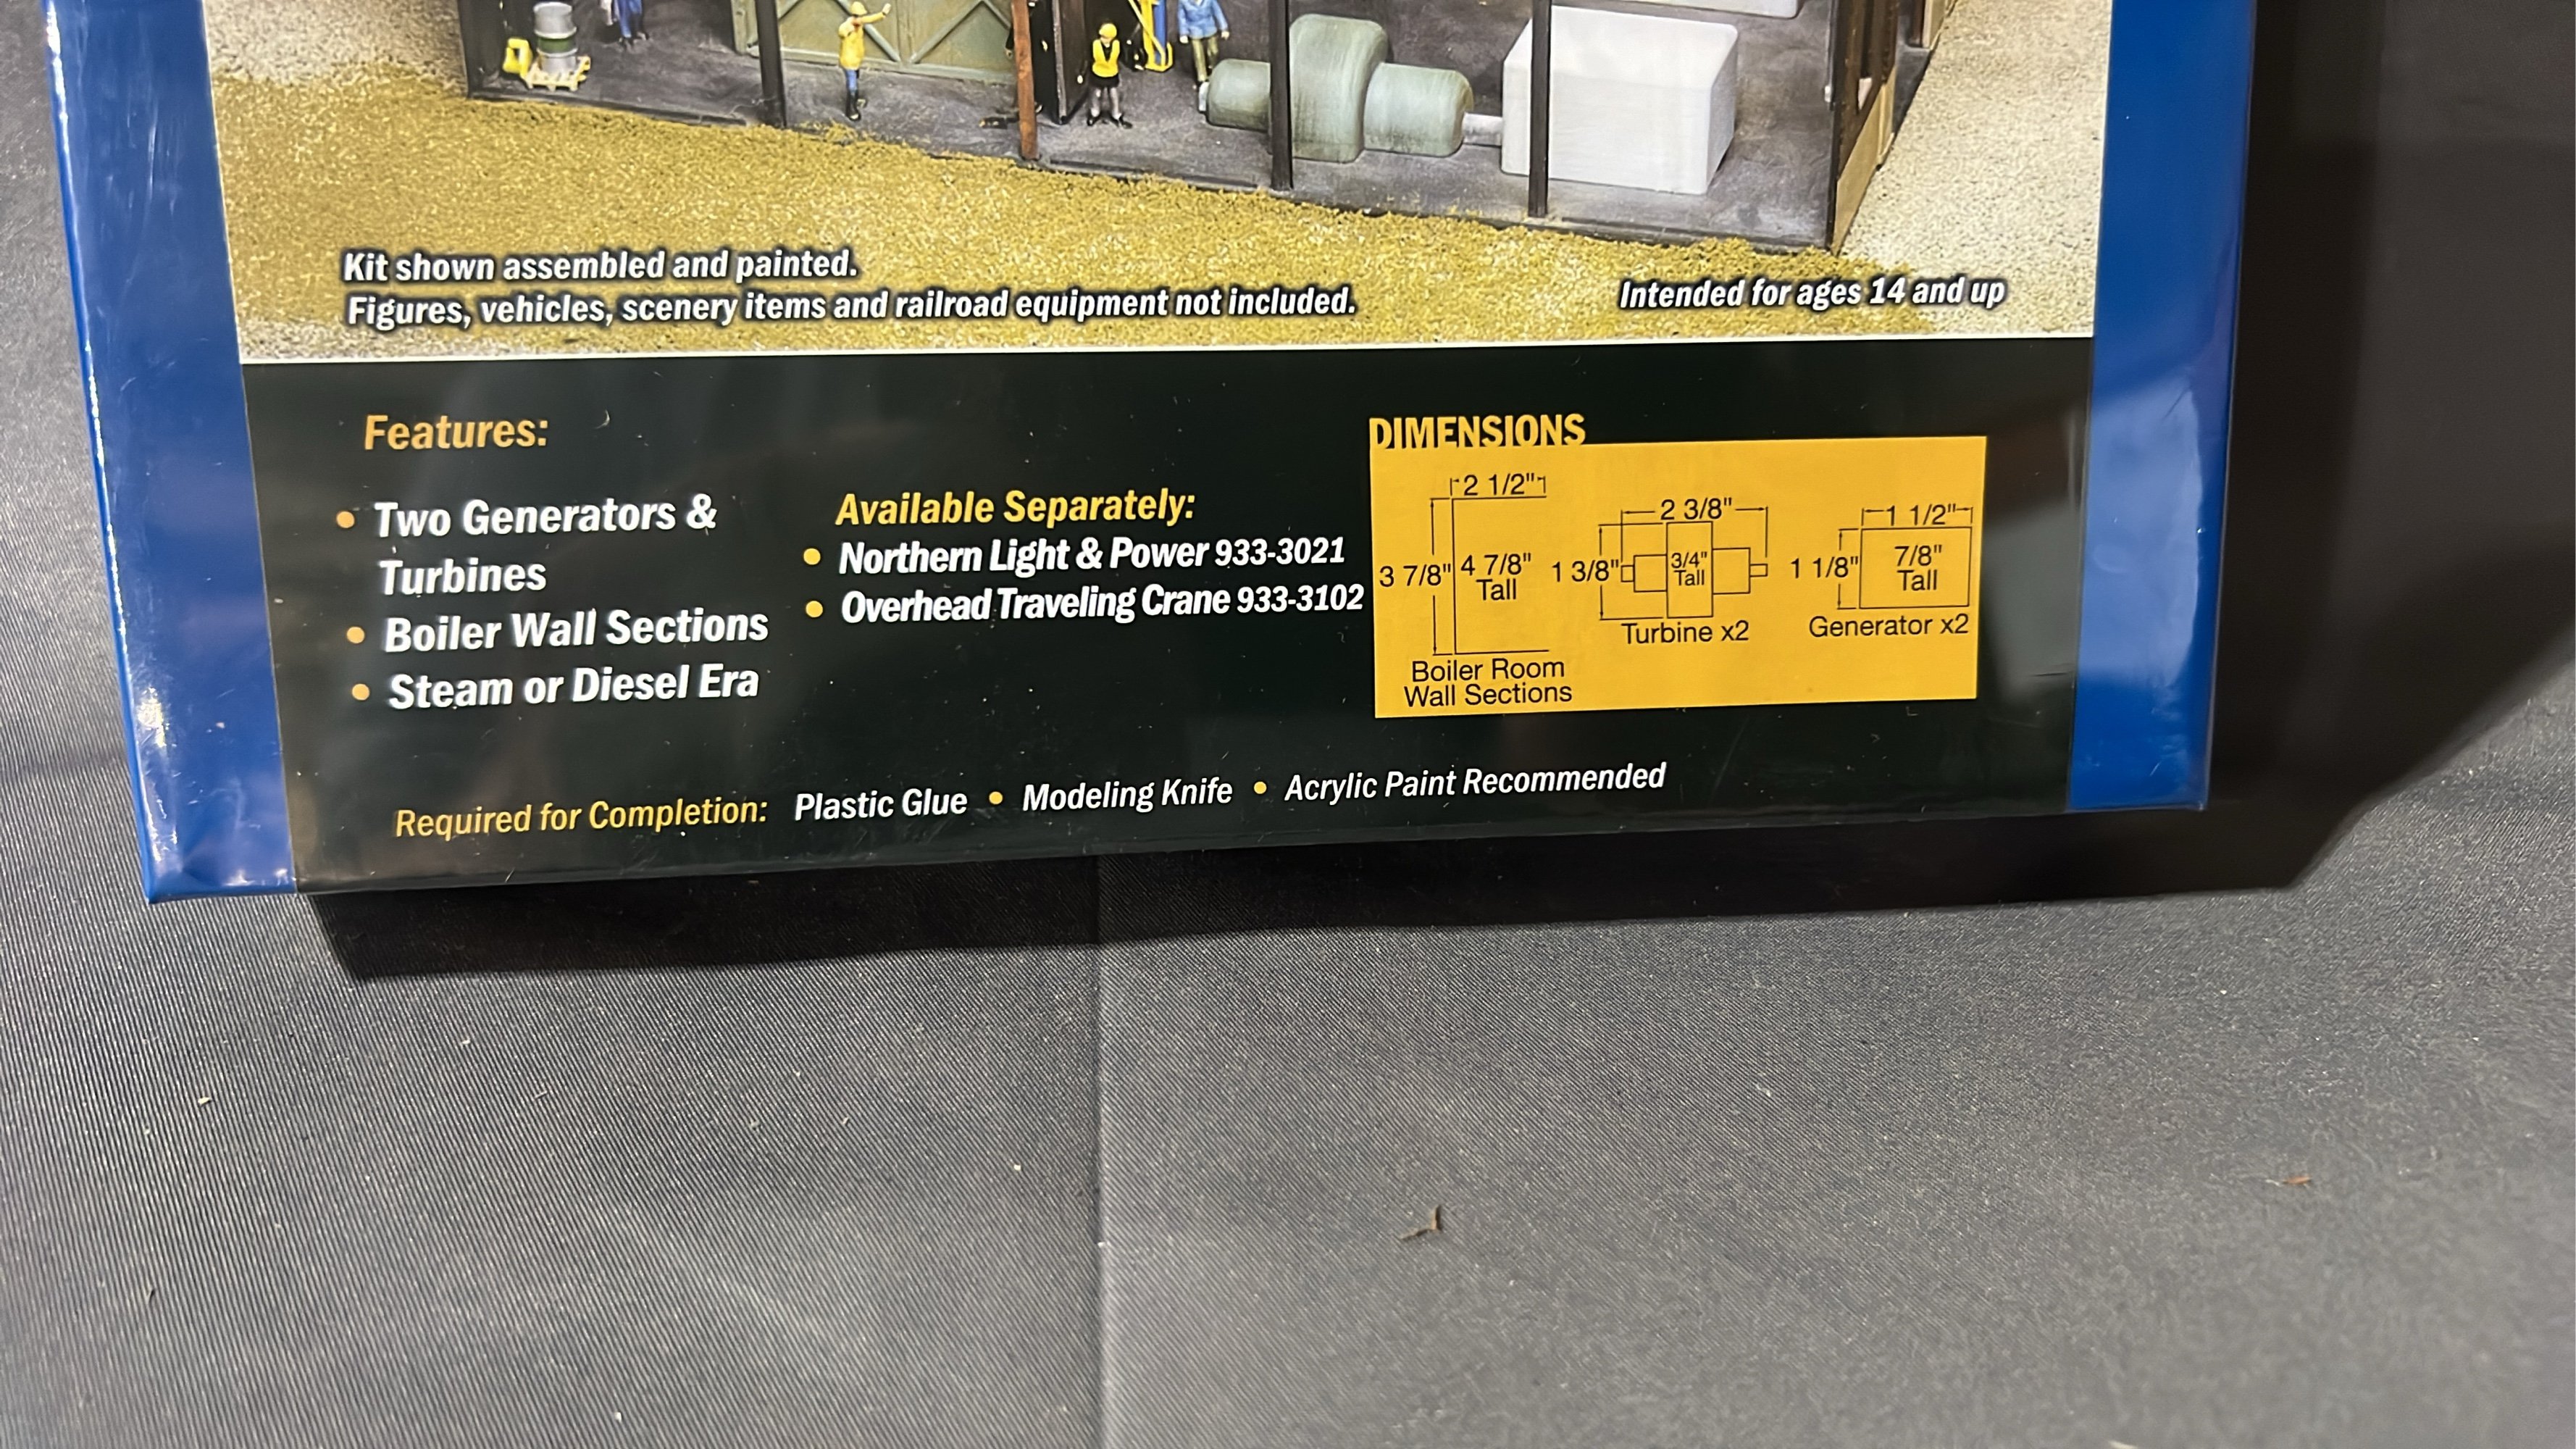 Kit shown assembled and painted.
Figures, vehicles, scenery items and railroad equipment not included.
Intended for ages 14 and up
Features:
• Two Generators &
Turbines
• Boiler Wall Sections
• Steam or Diesel Era
Available Separately:
• Northern Light & Power 933-3021
• Overhead Traveling Crane 933-3102
DIMENSIONS
2 1/2"
3 7/8"
4 7/8"
Tall
Boiler Room
Wall Sections
2 3/8"
1 3/8"
3/4"
Tall
Turbine x2
1 1/2"
1 1/8"
7/8"
Tall
Generator x2
Required for Completion: Plastic Glue • Modeling Knife • Acrylic Paint Recommended